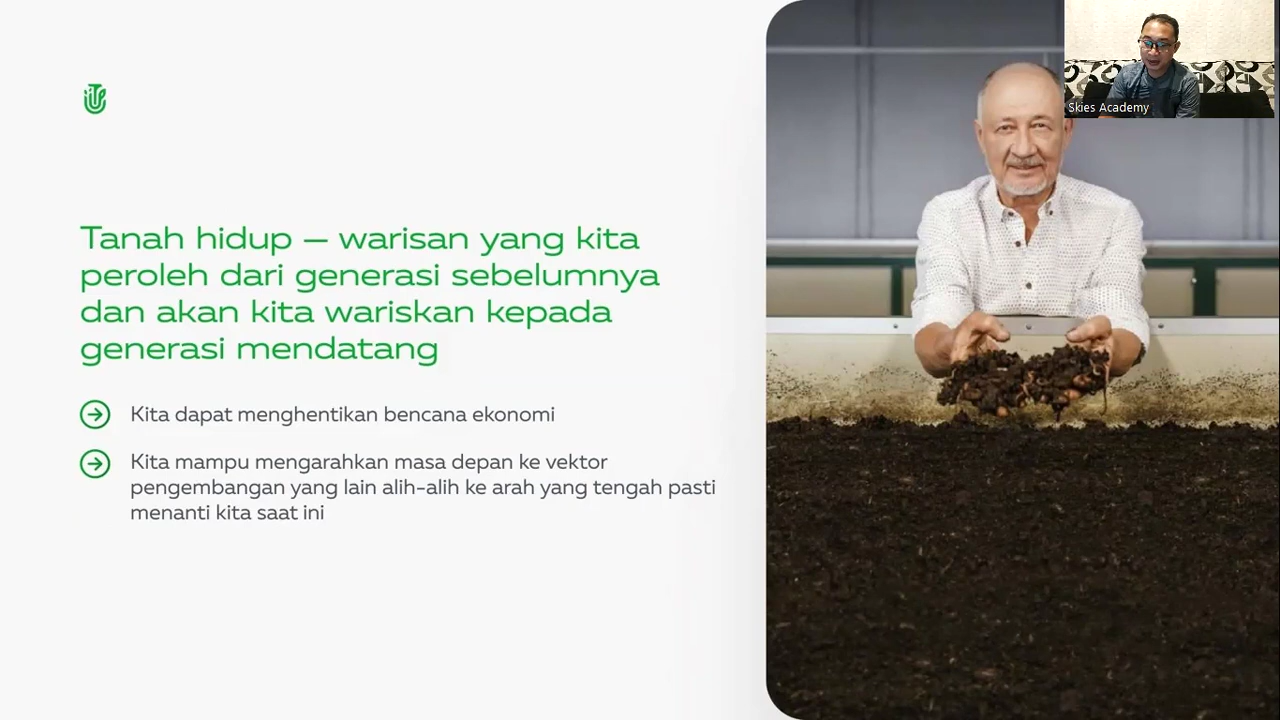 Tanah hidup — warisan yang kita
peroleh dari generasi sebelumnya
dan akan kita wariskan kepada
generasi mendatang
Kita dapat menghentikan bencana ekonomi
Kita mampu mengarahkan masa depan ke vektor
pengembangan yang lain alih-alih ke arah yang tengah pasti
menanti kita saat ini
Skies Academy